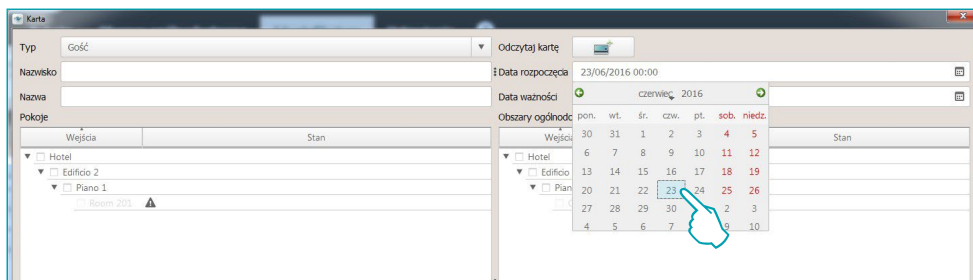 Karta
Typ Gość Odczytaj kartę
Nazwisko Data rozpoczęcia 23/06/2016 00:00
Nazwa Data ważności czerwiec 2016
Pokoje Obszary ogólnodo pon. wt. śr. czw. pt. sob. niedz.
Wejścia Stan Wejścia Stan
30 31 1 2 3 4 5
Hotel Hotel 6 7 8 9 10 11 12
Edificio 2 Edificio 13 14 15 16 17 18 19
Piano 1 Pian 20 21 22 23 24 25 26
Room 201 27 28 29 30 2 3
4 5 6 7 9 10